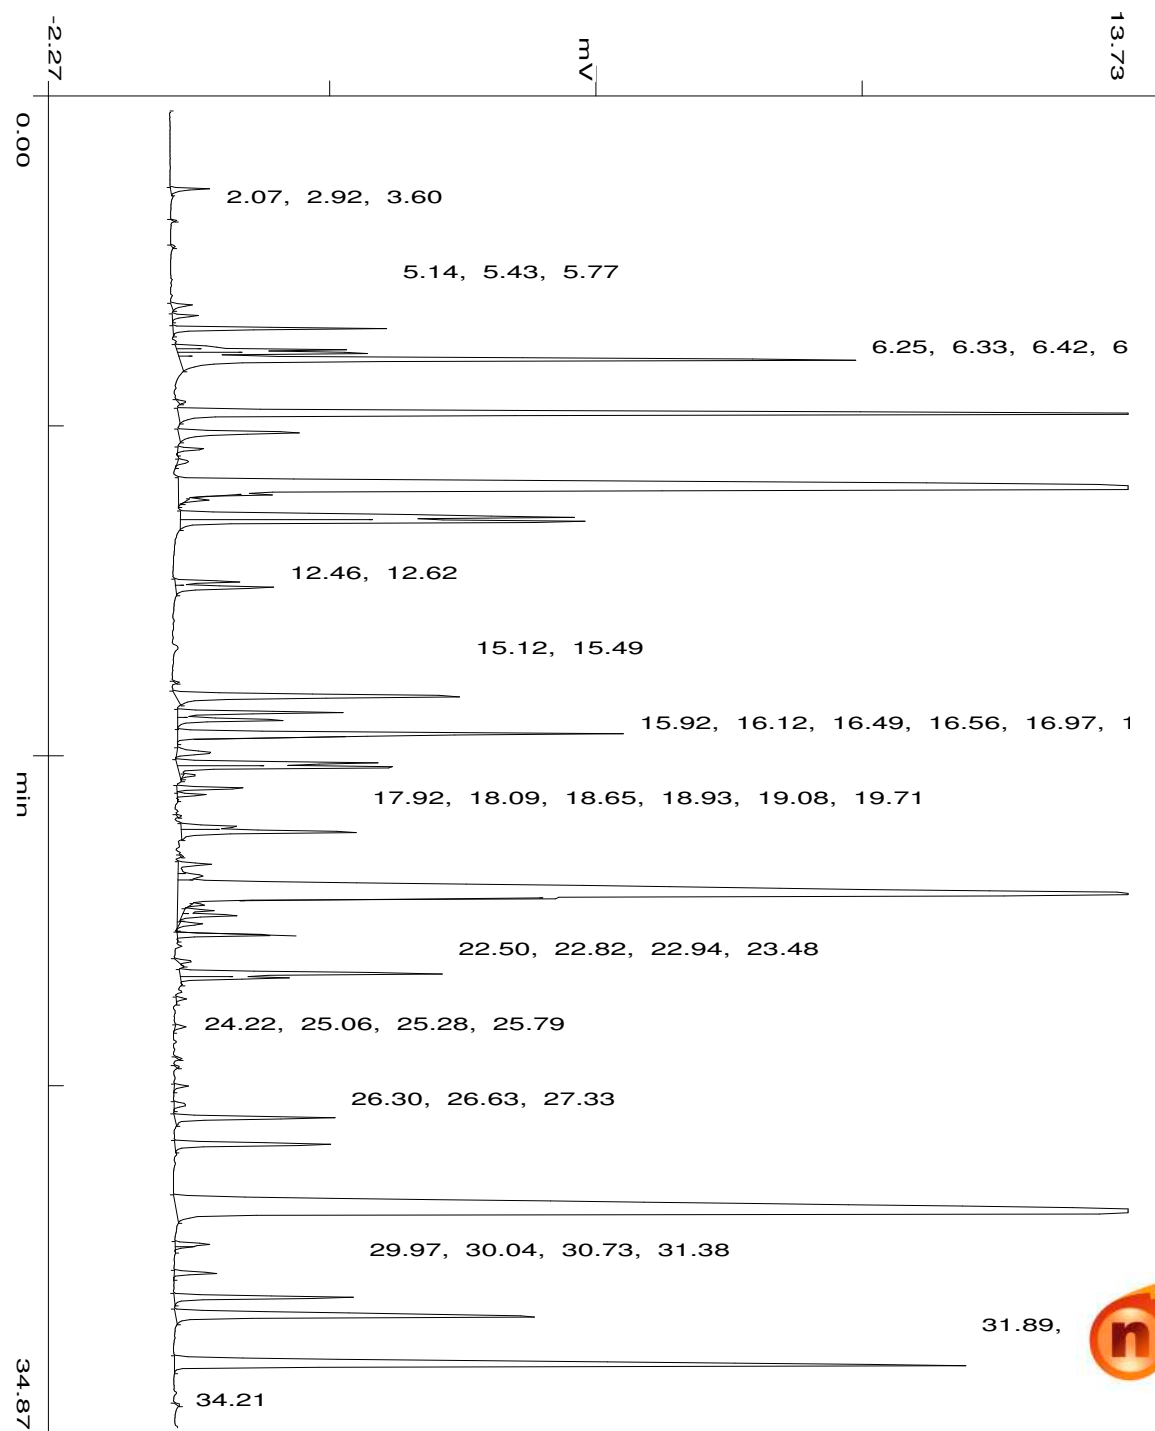 -2.27
mV
13.73
0.00
2.07, 2.92, 3.60
5.14, 5.43, 5.77
6.25, 6.33, 6.42, 6
12.46, 12.62
15.12, 15.49
15.92, 16.12, 16.49, 16.56, 16.97, 1
min
17.92, 18.09, 18.65, 18.93, 19.08, 19.71
22.50, 22.82, 22.94, 23.48
24.22, 25.06, 25.28, 25.79
26.30, 26.63, 27.33
29.97, 30.04, 30.73, 31.38
31.89,
n
34.87
34.21